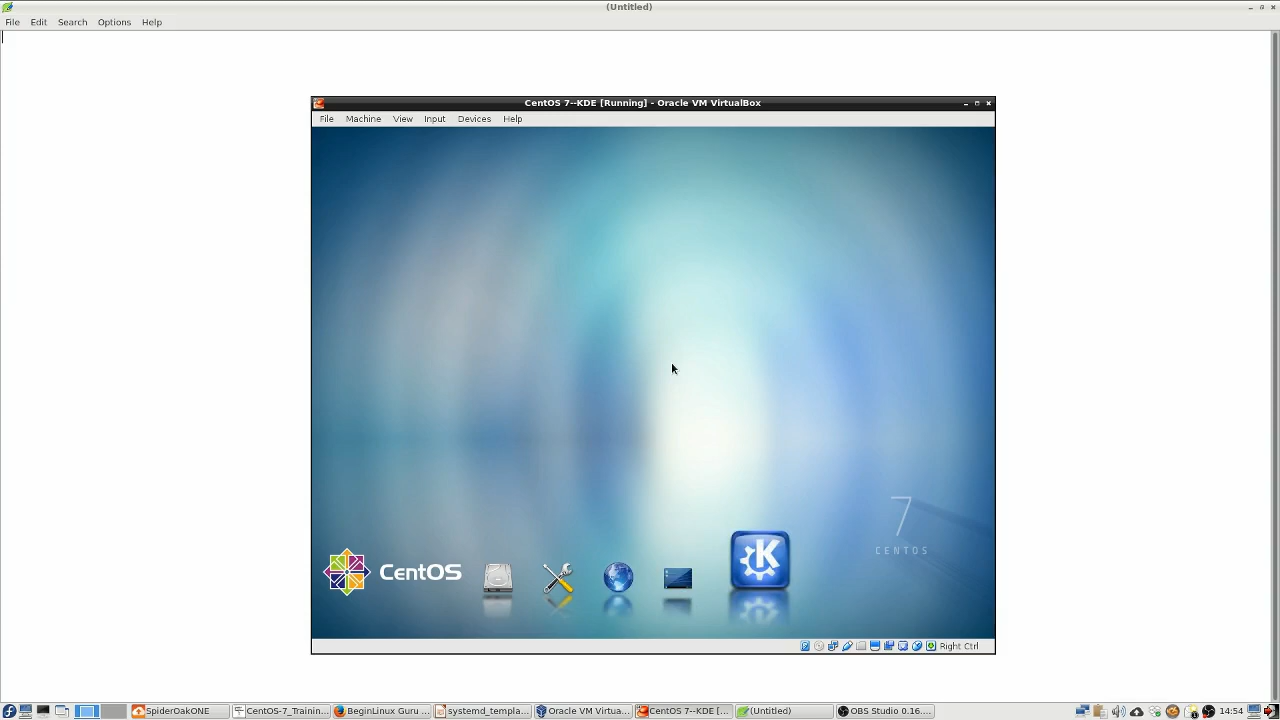 (Untitled)
File Edit Search Options Help
CentOS 7--KDE [Running] - Oracle VM VirtualBox
File Machine View Input Devices Help
7
CENTOS
CentOS
Right Ctrl
SpiderOakONE
CentOS-7_Trainin...
BeginLinux Guru ...
systemd_templa...
Oracle VM Virtua...
CentOS 7--KDE [...
(Untitled)
OBS Studio 0.16....
14:54